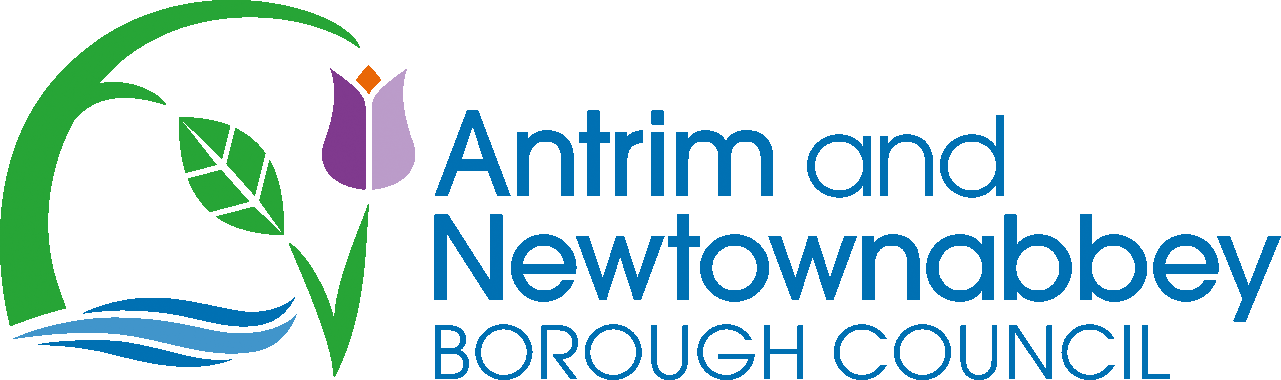 Antrim and
Newtownabbey
BOROUGH COUNCIL